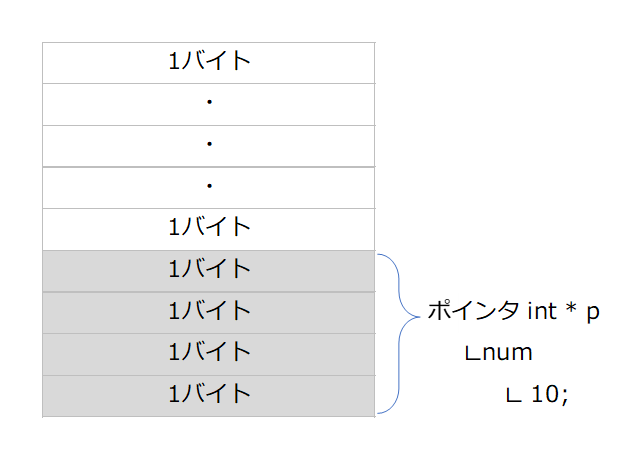 1バイト
・
・
・
1バイト
1バイト
1バイト
1バイト
1バイト
ポインタ int * p
∟num
∟ 10;